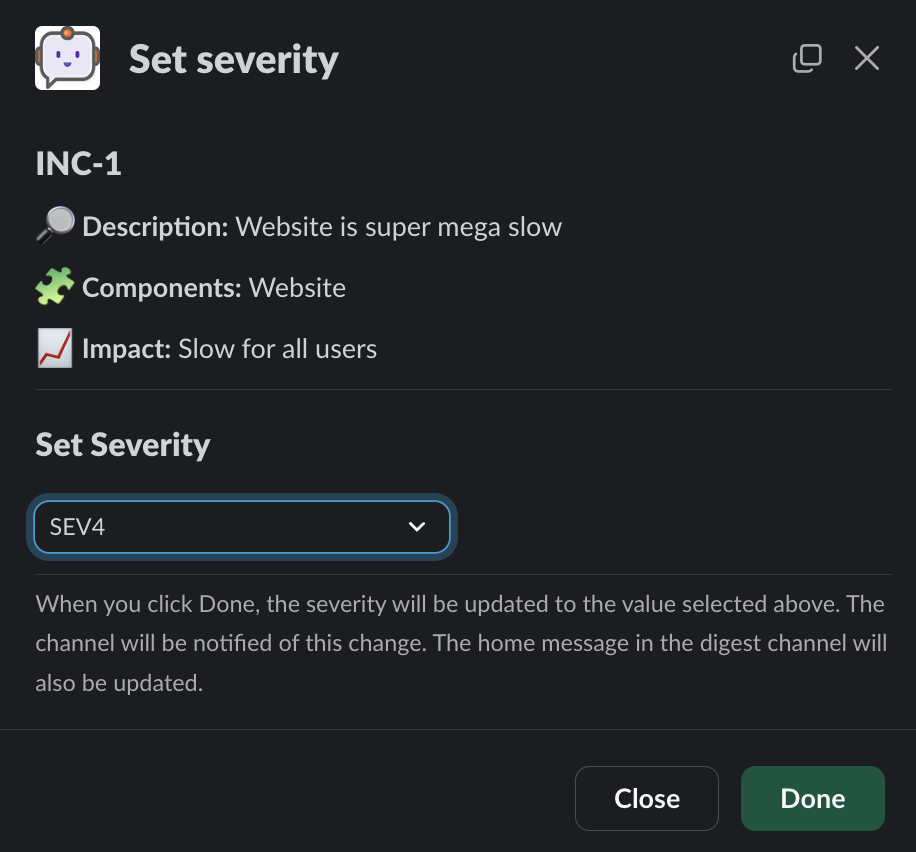 Set severity
INC-1
Description: Website is super mega slow
Components: Website
Impact: Slow for all users
Set Severity
SEV4
When you click Done, the severity will be updated to the value selected above. The
channel will be notified of this change. The home message in the digest channel will
also be updated.
Close
Done